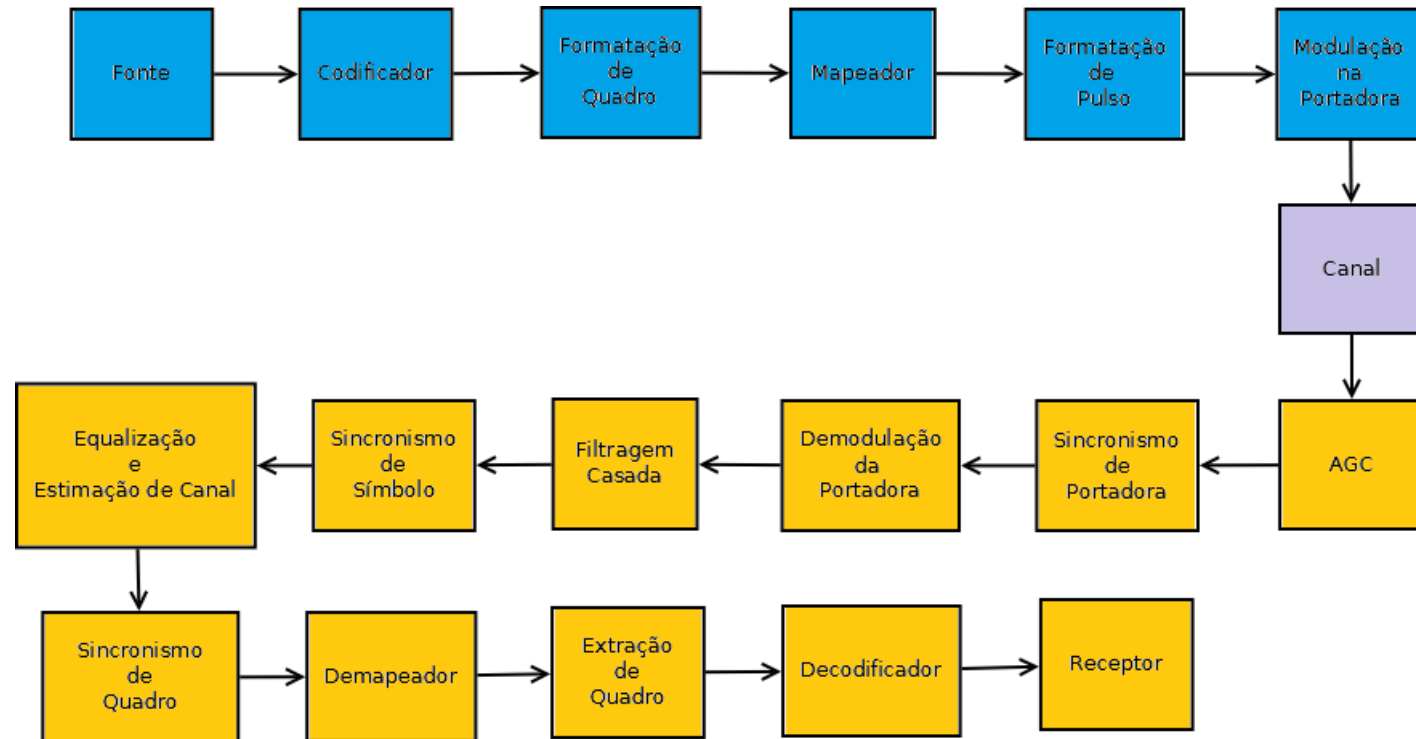 Fonte
Codificador
Formatação
de
Quadro
Mapeador
Formatação
de
Pulso
Modulação
na
Portadora
Canal
AGC
Sincronismo
de
Portadora
Demodulação
da
Portadora
Filtragem
Casada
Sincronismo
de
Símbolo
Equalização
e
Estimação de Canal
Sincronismo
de
Quadro
Demapeador
Extração
de
Quadro
Decodificador
Receptor